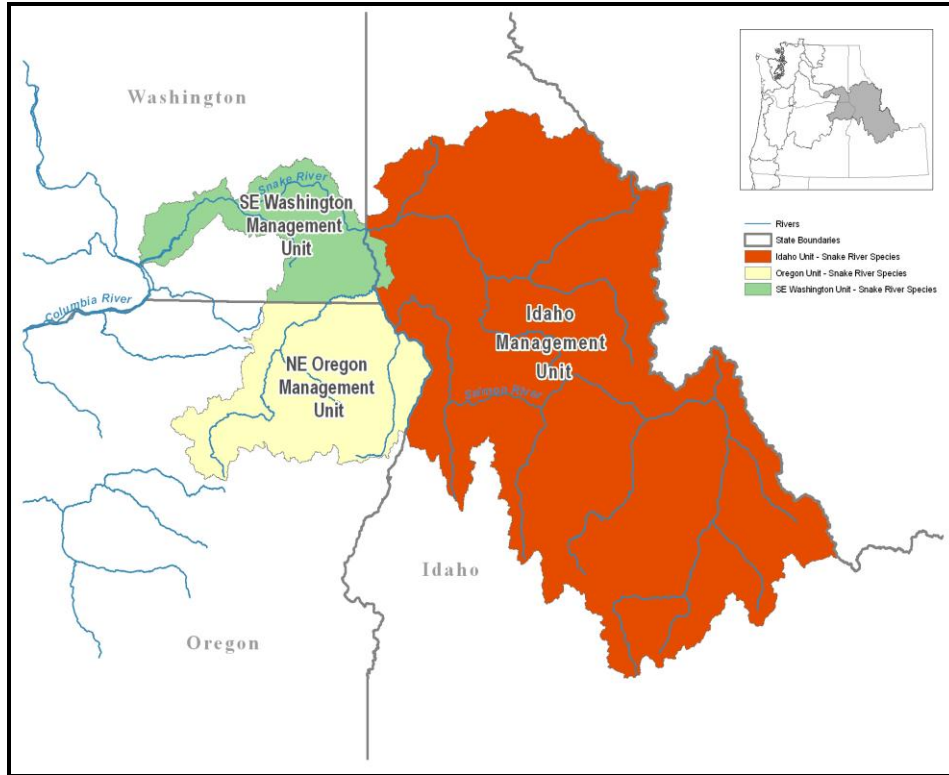 Washington
Snake River
SE Washington
Management
Unit
Columbia River
NE Oregon
Management
Unit
Idaho
Management
Unit
Salmon River
Idaho
Oregon
Rivers
State Boundaries
Idaho Unit - Snake River Species
Oregon Unit - Snake River Species
SE Washington Unit - Snake River Species